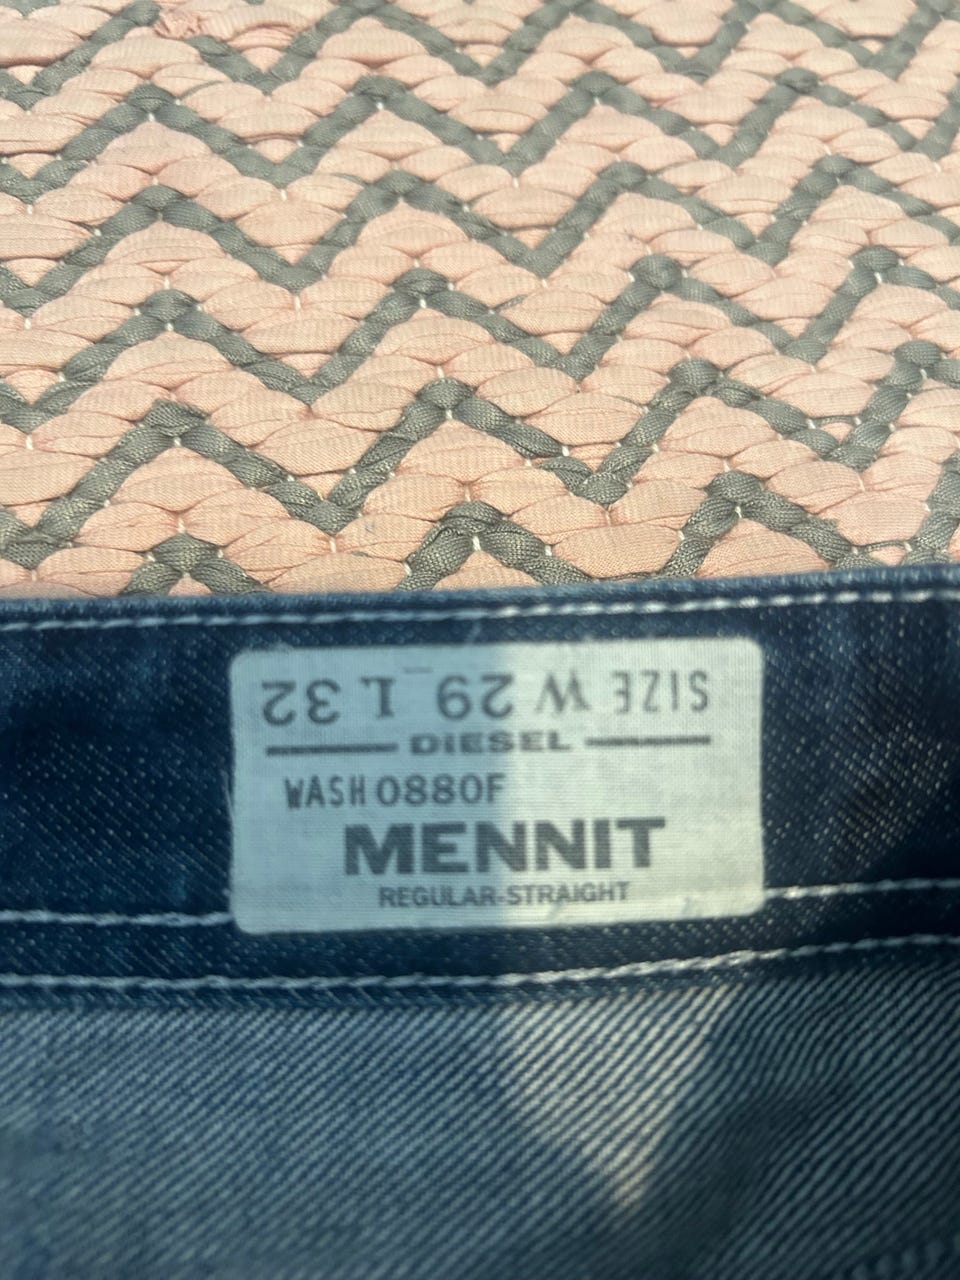 SIZE W 29 L 32
DIESEL
WASH 0880F
MENNIT
REGULAR-STRAIGHT